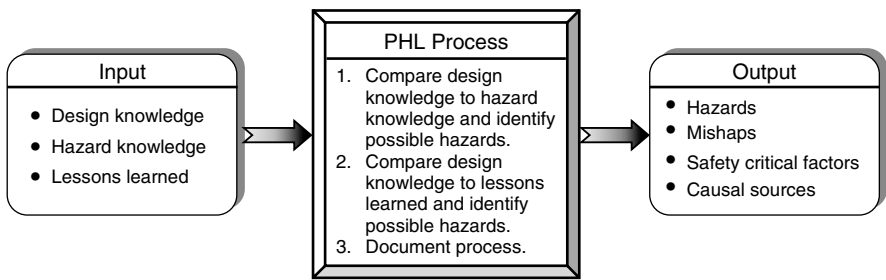 Input
• Design knowledge
• Hazard knowledge
• Lessons learned
PHL Process
1. Compare design
knowledge to hazard
knowledge and identify
possible hazards.
2. Compare design
knowledge to lessons
learned and identify
possible hazards.
3. Document process.
Output
• Hazards
• Mishaps
• Safety critical factors
• Causal sources